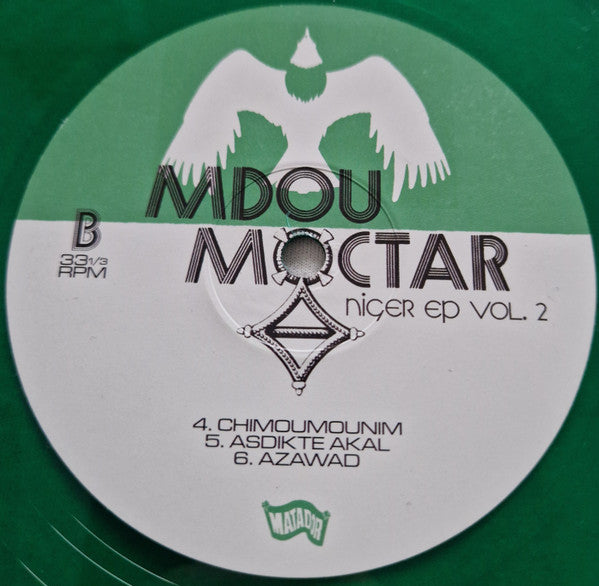 MDOU
MOCTAR
NIGER EP VOL. 2
B
33 1/3
RPM
4. CHIMOUMOUNIM
5. ASDIKTE AKAL
6. AZAWAD
MATADOR